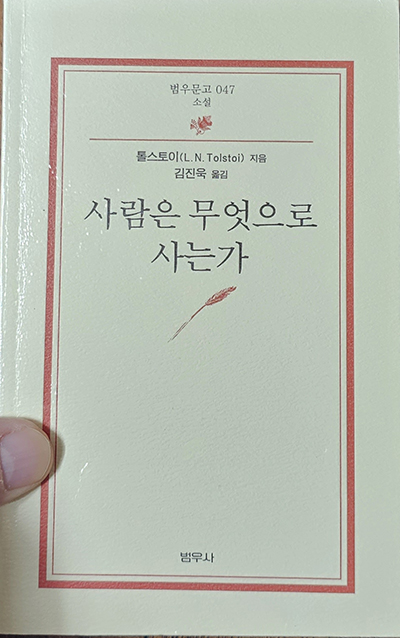 범우문고 047
소설
톨스토이(L.N. Tolstoi) 지음
김진욱 옮김
사람은 무엇으로
사는가
범우사